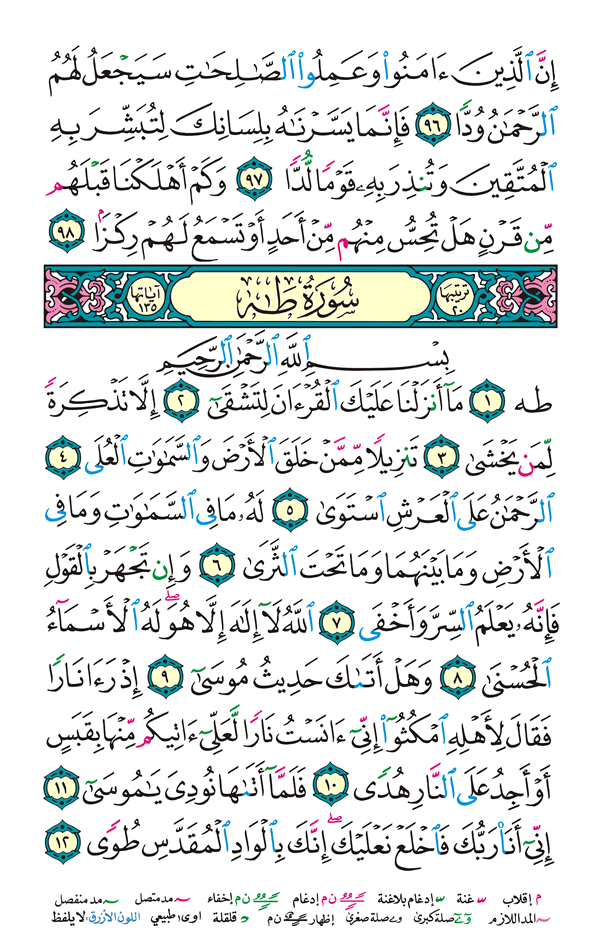 إِنَّ ٱلَّذِينَ ءَامَنُوا۟ وَعَمِلُوا۟ ٱلصَّـٰلِحَـٰتِ سَيَجْعَلُ لَهُمُ
ٱلرَّحْمَـٰنُ وُدًّا ٩٦ فَإِنَّمَا يَسَّرْنَـٰهُ بِلِسَانِكَ لِتُبَشِّرَ بِهِ
ٱلْمُتَّقِينَ وَتُنذِرَ بِهِۦ قَوْمًا لُّدًّا ٩٧ وَكَمْ أَهْلَكْنَا قَبْلَهُم
مِّن قَرْنٍ هَلْ تُحِسُّ مِنْهُم مِّنْ أَحَدٍ أَوْ تَسْمَعُ لَهُمْ رِكْزًۢا ٩٨
ترتيبها ٢٠ سُورَةُ طه آياتها ١٣٥
بِسْمِ ٱللَّهِ ٱلرَّحْمَـٰنِ ٱلرَّحِيمِ
طه ١ مَآ أَنزَلْنَا عَلَيْكَ ٱلْقُرْءَانَ لِتَشْقَىٰٓ ٢ إِلَّا تَذْكِرَةً
لِّمَن يَخْشَىٰ ٣ تَنزِيلًا مِّمَّنْ خَلَقَ ٱلْأَرْضَ وَٱلسَّمَـٰوَٰتِ ٱلْعُلَى ٤
ٱلرَّحْمَـٰنُ عَلَى ٱلْعَرْشِ ٱسْتَوَىٰ ٥ لَهُۥ مَا فِى ٱلسَّمَـٰوَٰتِ وَمَا فِى
ٱلْأَرْضِ وَمَا بَيْنَهُمَا وَمَا تَحْتَ ٱلثَّرَىٰ ٦ وَإِن تَجْهَرْ بِٱلْقَوْلِ
فَإِنَّهُۥ يَعْلَمُ ٱلسِّرَّ وَأَخْفَى ٧ ٱللَّهُ لَآ إِلَـٰهَ إِلَّا هُوَ ۖ لَهُ ٱلْأَسْمَآءُ
ٱلْحُسْنَىٰ ٨ وَهَلْ أَتَىٰكَ حَدِيثُ مُوسَىٰٓ ٩ إِذْ رَءَا نَارًا
فَقَالَ لِأَهْلِهِ ٱمْكُثُوٓا۟ إِنِّىٓ ءَانَسْتُ نَارًا لَّعَلِّىٓ ءَاتِيكُم مِّنْهَا بِقَبَسٍ
أَوْ أَجِدُ عَلَى ٱلنَّارِ هُدًى ١٠ فَلَمَّآ أَتَىٰهَا نُودِىَ يَـٰمُوسَىٰٓ ١١
إِنِّىٓ أَنَا۠ رَبُّكَ فَٱخْلَعْ نَعْلَيْكَ ۖ إِنَّكَ بِٱلْوَادِ ٱلْمُقَدَّسِ طُوًى ١٢
م إقلاب س غنة س إدغام بلاغنة ن م إدغام ن م إخفاء مد متصل مد منفصل
المد اللازم صلة كبرى صلة صغرى إظهار ن م قلقلة اوى طبيعي اللون الأزرق: لا يلفظ